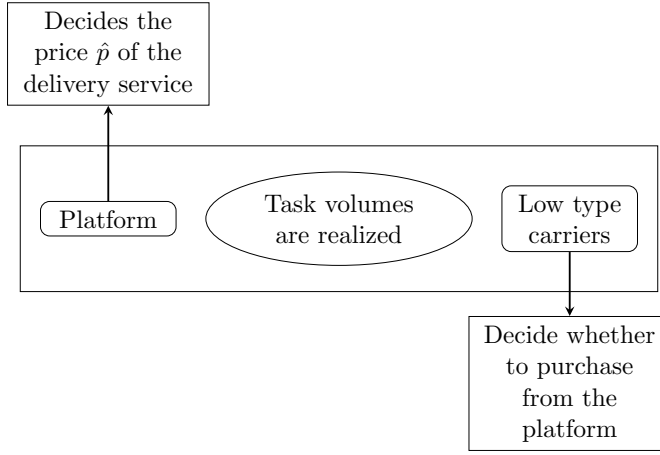 Decides the
price p̂ of the
delivery service
Platform
Task volumes
are realized
Low type
carriers
Decide whether
to purchase
from the
platform